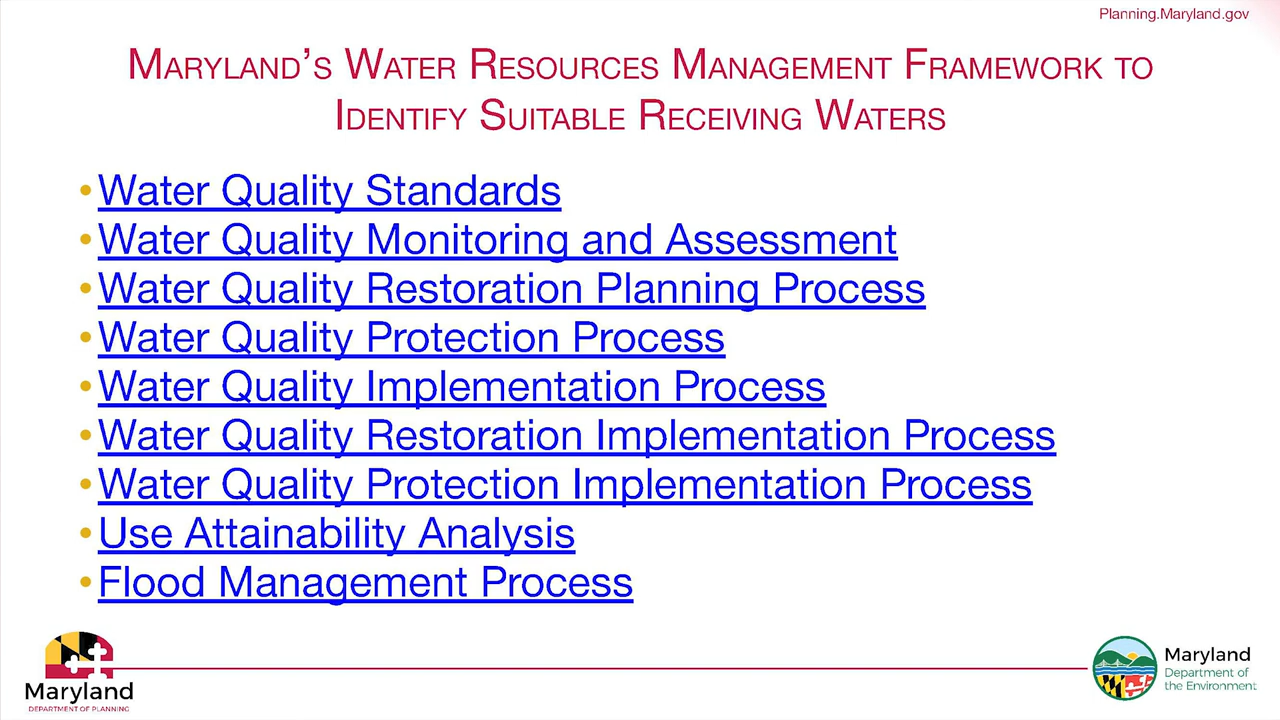 Planning.Maryland.gov
Maryland's Water Resources Management Framework to
Identify Suitable Receiving Waters
•Water Quality Standards
•Water Quality Monitoring and Assessment
•Water Quality Restoration Planning Process
•Water Quality Protection Process
•Water Quality Implementation Process
•Water Quality Restoration Implementation Process
•Water Quality Protection Implementation Process
•Use Attainability Analysis
•Flood Management Process
Maryland
DEPARTMENT OF PLANNING
Maryland
Department of
the Environment